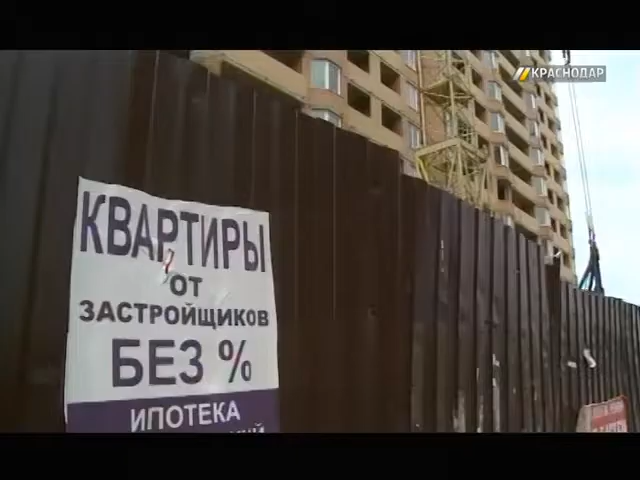 КРАСНОДАР
КВАРТИРЫ
ОТ
ЗАСТРОЙЩИКОВ
БЕЗ %
ИПОТЕКА